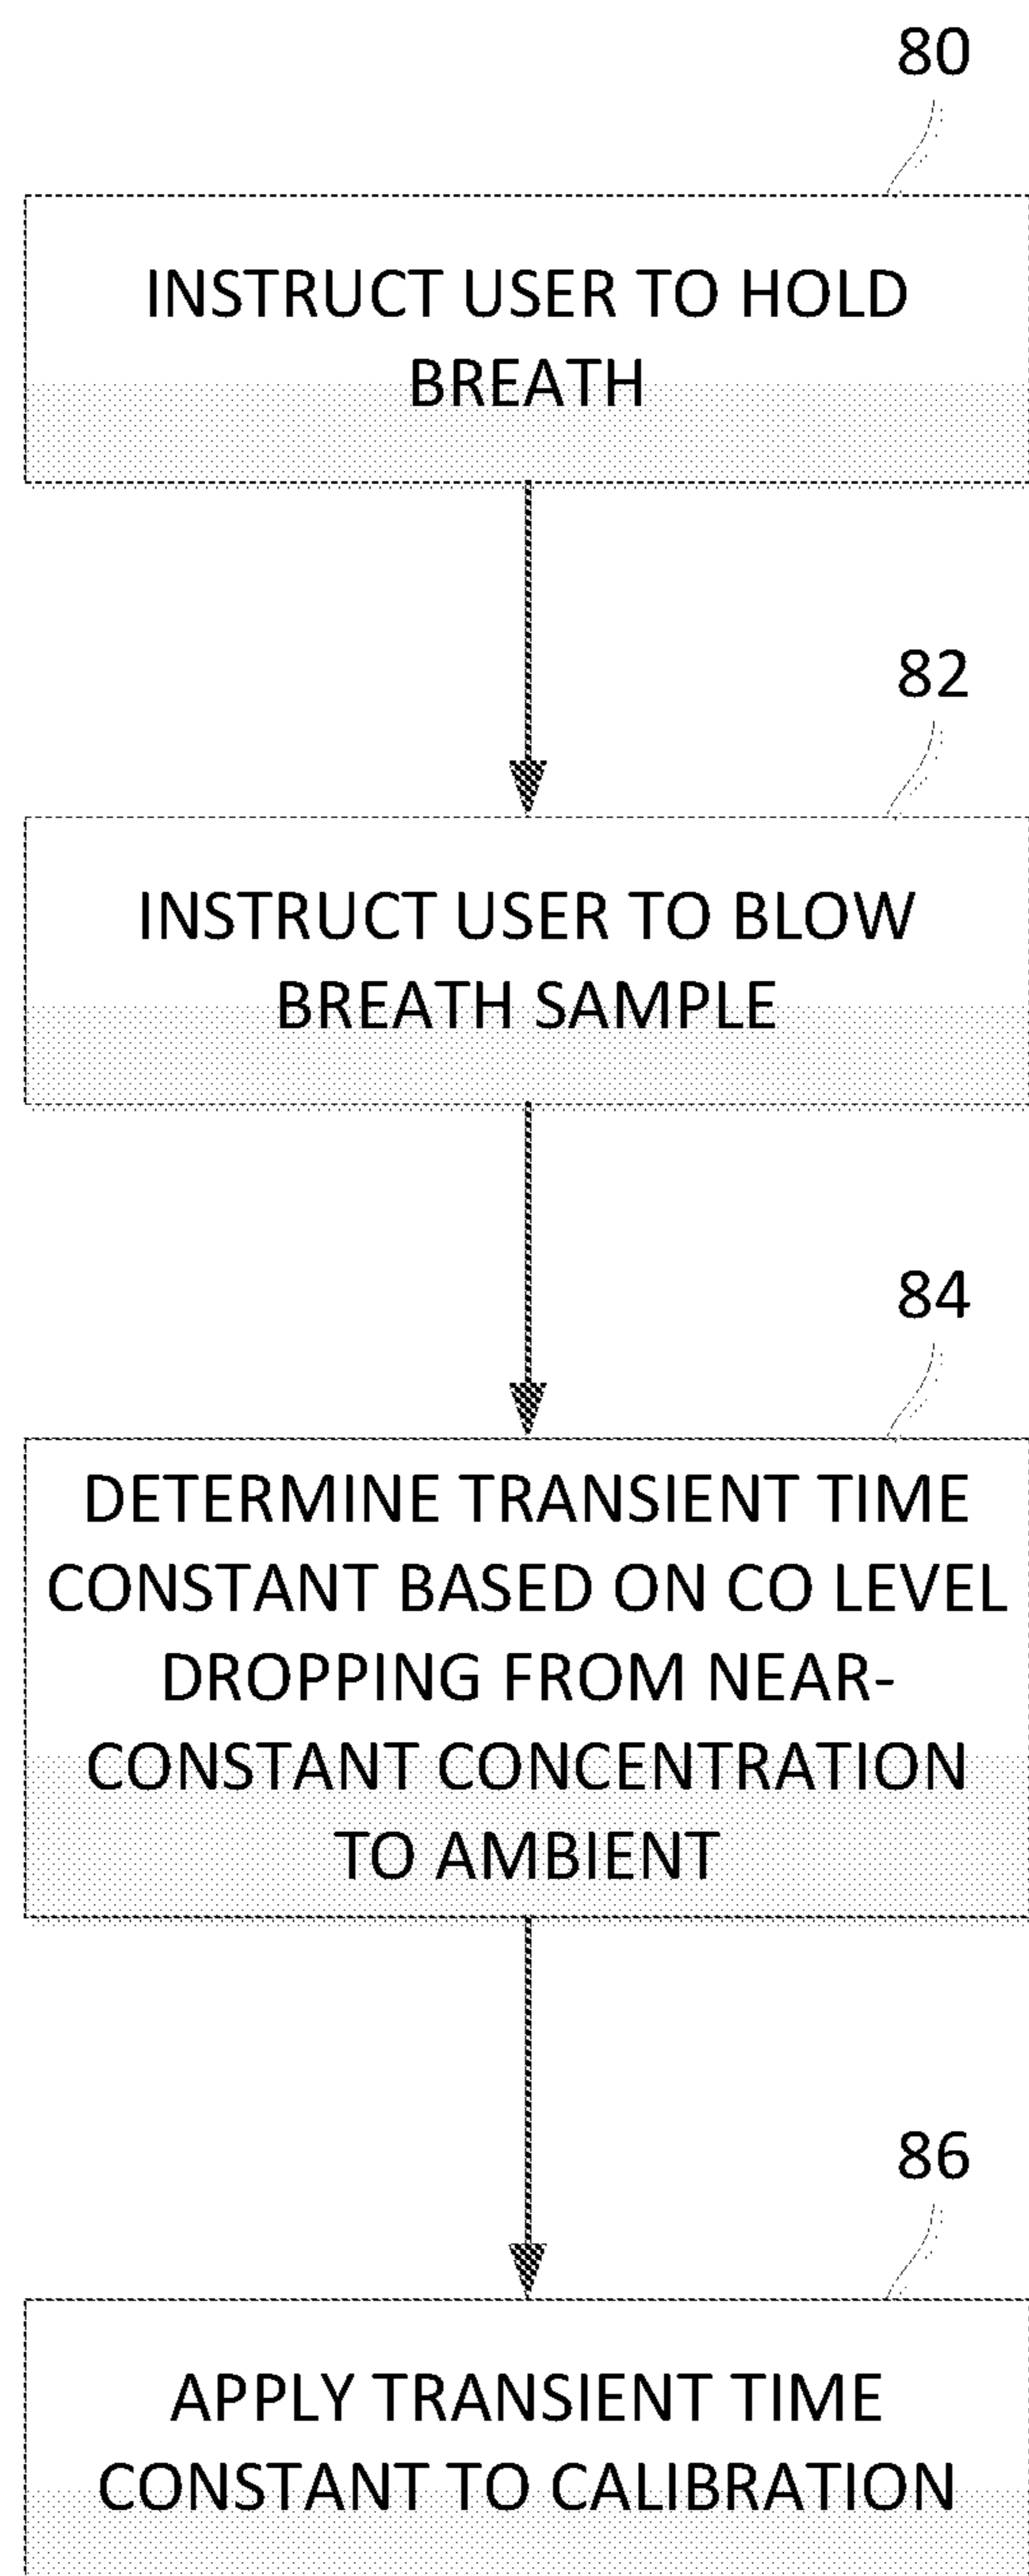 80
INSTRUCT USER TO HOLD
BREATH
82
INSTRUCT USER TO BLOW
BREATH SAMPLE
84
DETERMINE TRANSIENT TIME
CONSTANT BASED ON CO LEVEL
DROPPING FROM NEAR-
CONSTANT CONCENTRATION
TO AMBIENT
86
APPLY TRANSIENT TIME
CONSTANT TO CALIBRATION